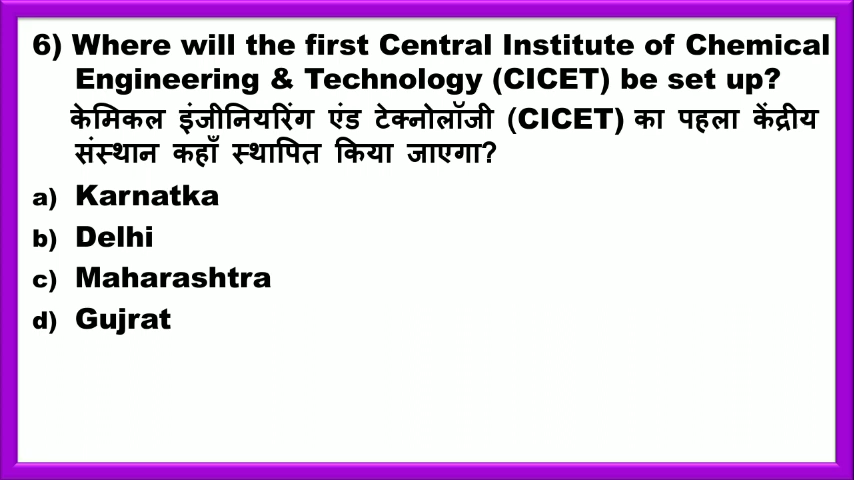 6) Where will the first Central Institute of Chemical
Engineering & Technology (CICET) be set up?
केमिकल इंजीनियरिंग एंड टेक्नोलॉजी (CICET) का पहला केंद्रीय
संस्थान कहाँ स्थापित किया जाएगा?
a) Karnatka
b) Delhi
c) Maharashtra
d) Gujrat